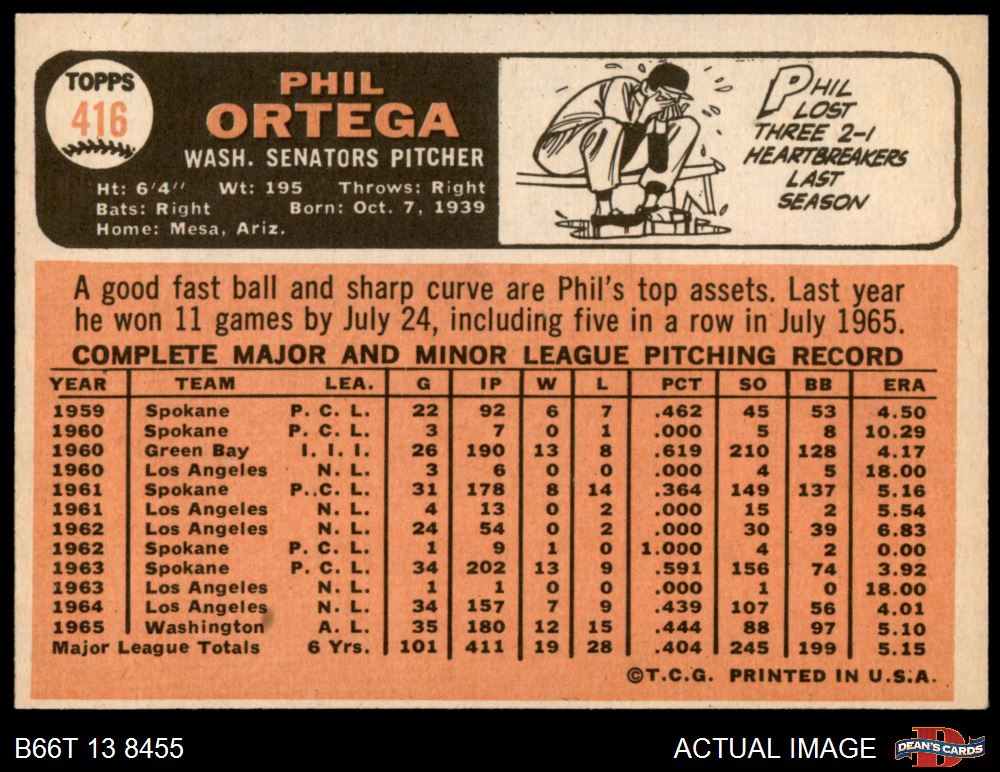 TOPPS
416
PHIL
ORTEGA
WASH. SENATORS PITCHER
Ht: 6'4" Wt: 195 Throws: Right
Bats: Right Born: Oct. 7, 1939
Home: Mesa, Ariz.
PHIL
LOST
THREE 2-1
HEARTBREAKERS
LAST
SEASON
A good fast ball and sharp curve are Phil's top assets. Last year
he won 11 games by July 24, including five in a row in July 1965.
COMPLETE MAJOR AND MINOR LEAGUE PITCHING RECORD
YEAR TEAM LEA. G IP W L PCT SO BB ERA
1959 Spokane P. C. L. 22 92 6 7 .462 45 53 4.50
1960 Spokane P. C. L. 3 7 0 1 .000 5 8 10.29
1960 Green Bay I. I. I. 26 190 13 8 .619 210 128 4.17
1960 Los Angeles N. L. 3 6 0 0 .000 4 5 18.00
1961 Spokane P..C. L. 31 178 8 14 .364 149 137 5.16
1961 Los Angeles N. L. 4 13 0 2 .000 15 2 5.54
1962 Los Angeles N. L. 24 54 0 2 .000 30 39 6.83
1962 Spokane P. C. L. 1 9 1 0 1.000 4 2 0.00
1963 Spokane P. C. L. 34 202 13 9 .591 156 74 3.92
1963 Los Angeles N. L. 1 1 0 0 .000 1 0 18.00
1964 Los Angeles N. L. 34 157 7 9 .439 107 56 4.01
1965 Washington A. L. 35 180 12 15 .444 88 97 5.10
Major League Totals 6 Yrs. 101 411 19 28 .404 245 199 5.15
©T.C.G. PRINTED IN U.S.A.
B66T 13 8455
ACTUAL IMAGE
DEAN'S CARDS